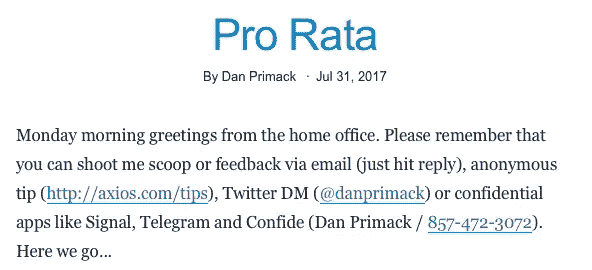 Pro Rata
By Dan Primack · Jul 31, 2017
Monday morning greetings from the home office. Please remember that
you can shoot me scoop or feedback via email (just hit reply), anonymous
tip (http://axios.com/tips), Twitter DM (@danprimack) or confidential
apps like Signal, Telegram and Confide (Dan Primack / 857-472-3072).
Here we go...